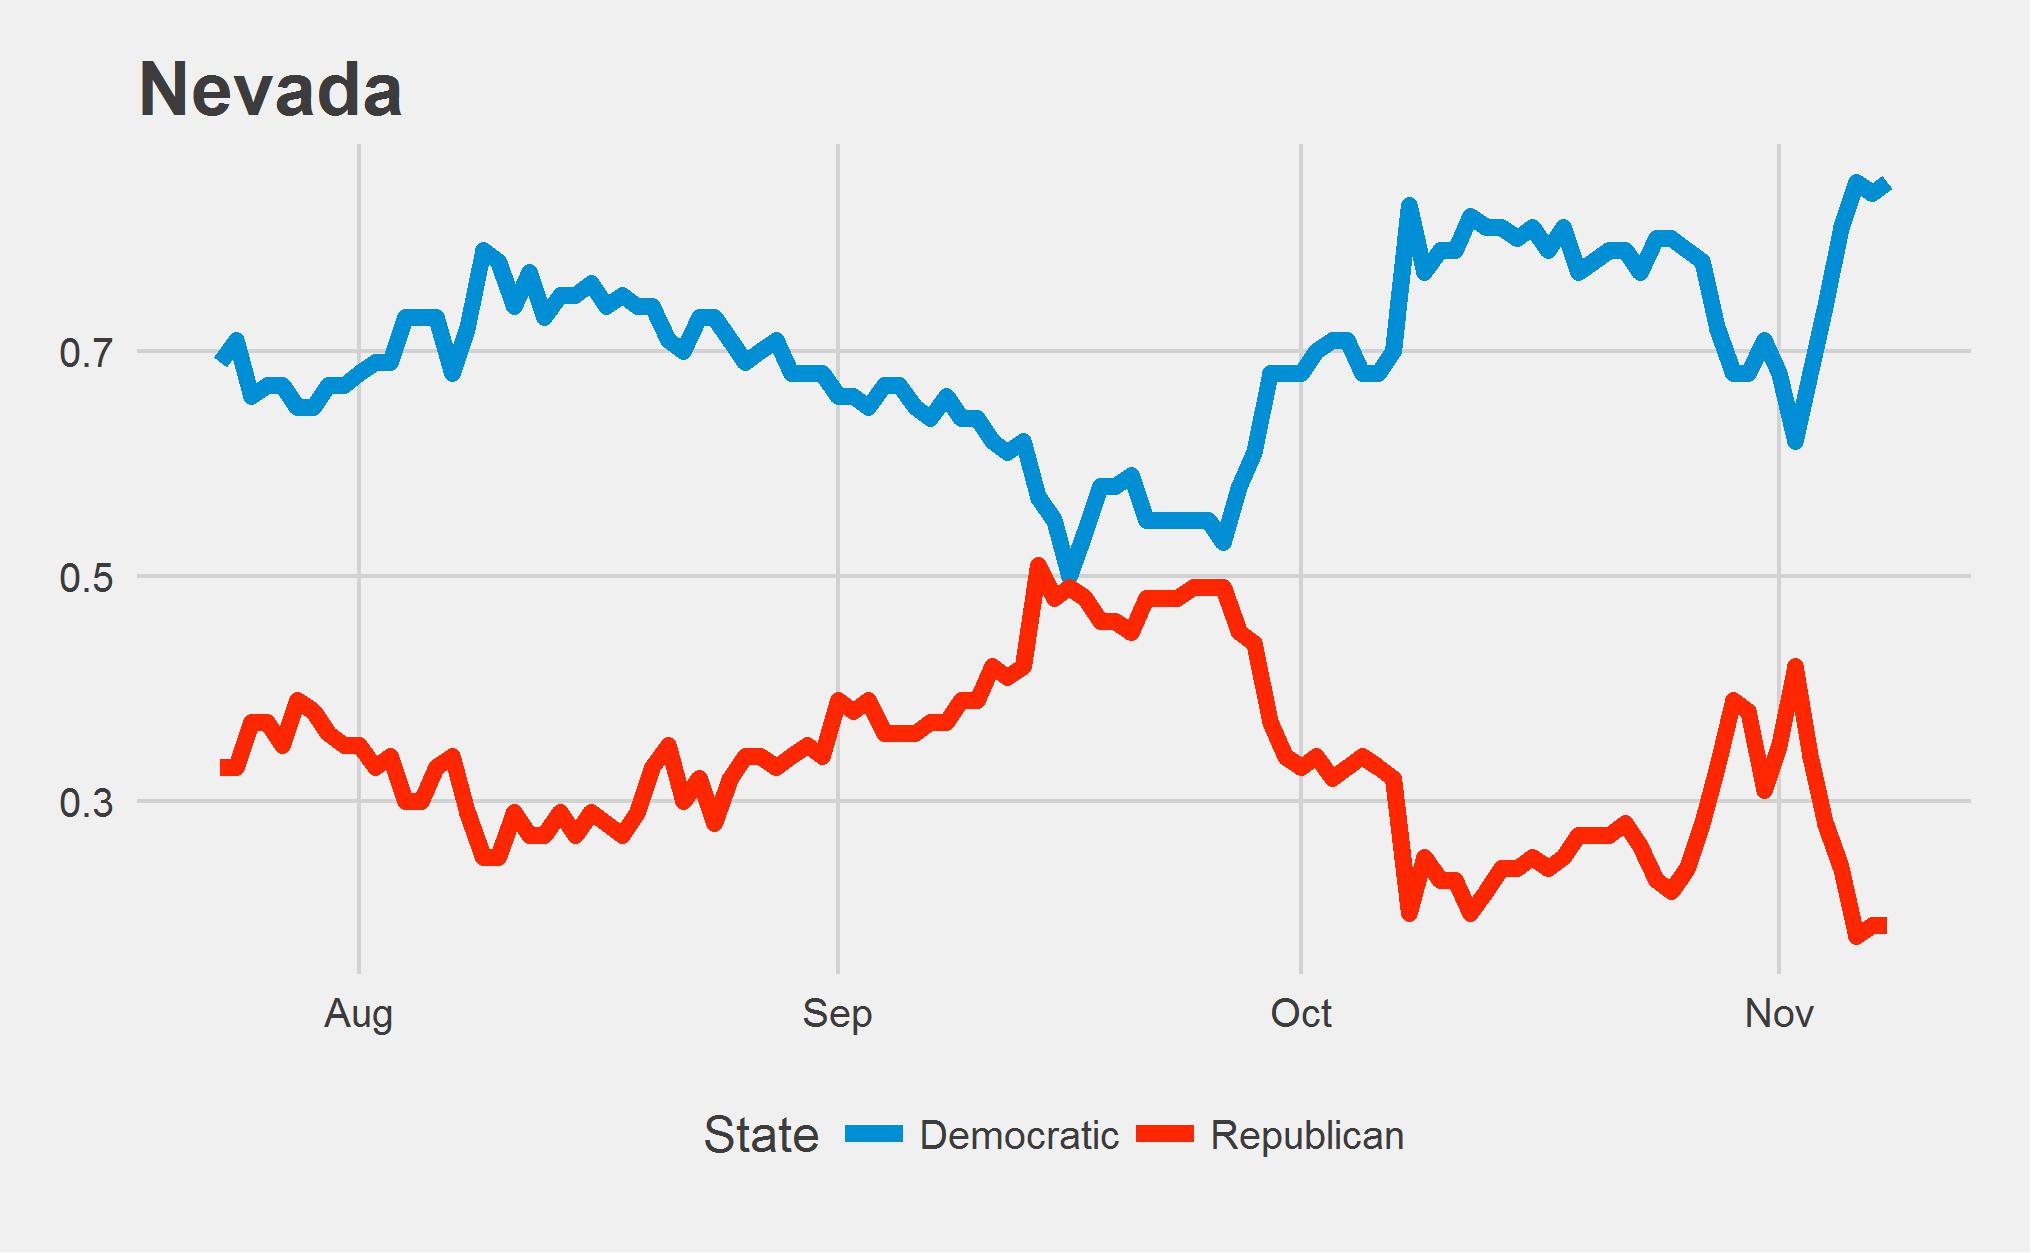 Nevada
0.7
0.5
0.3
Aug Sep Oct Nov
State Democratic Republican